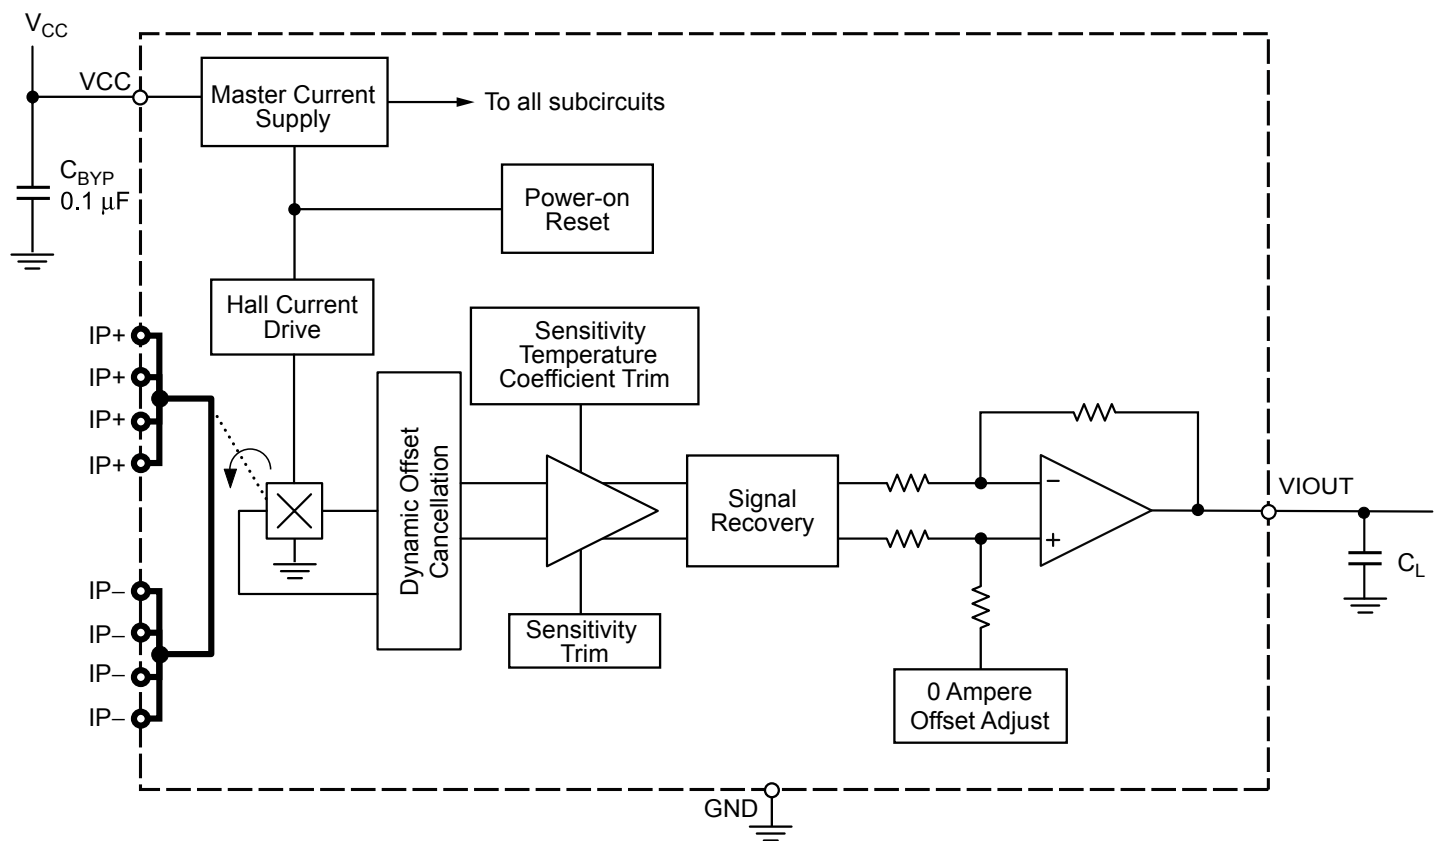 VCC
VCC
Master Current
Supply
To all subcircuits
CBYP
0.1 μF
Power-on
Reset
Hall Current
Drive
IP+
IP+
IP+
IP+
Sensitivity
Temperature
Coefficient Trim
Dynamic Offset
Cancellation
Signal
Recovery
−
+
VIOUT
CL
IP−
IP−
IP−
IP−
Sensitivity
Trim
0 Ampere
Offset Adjust
GND